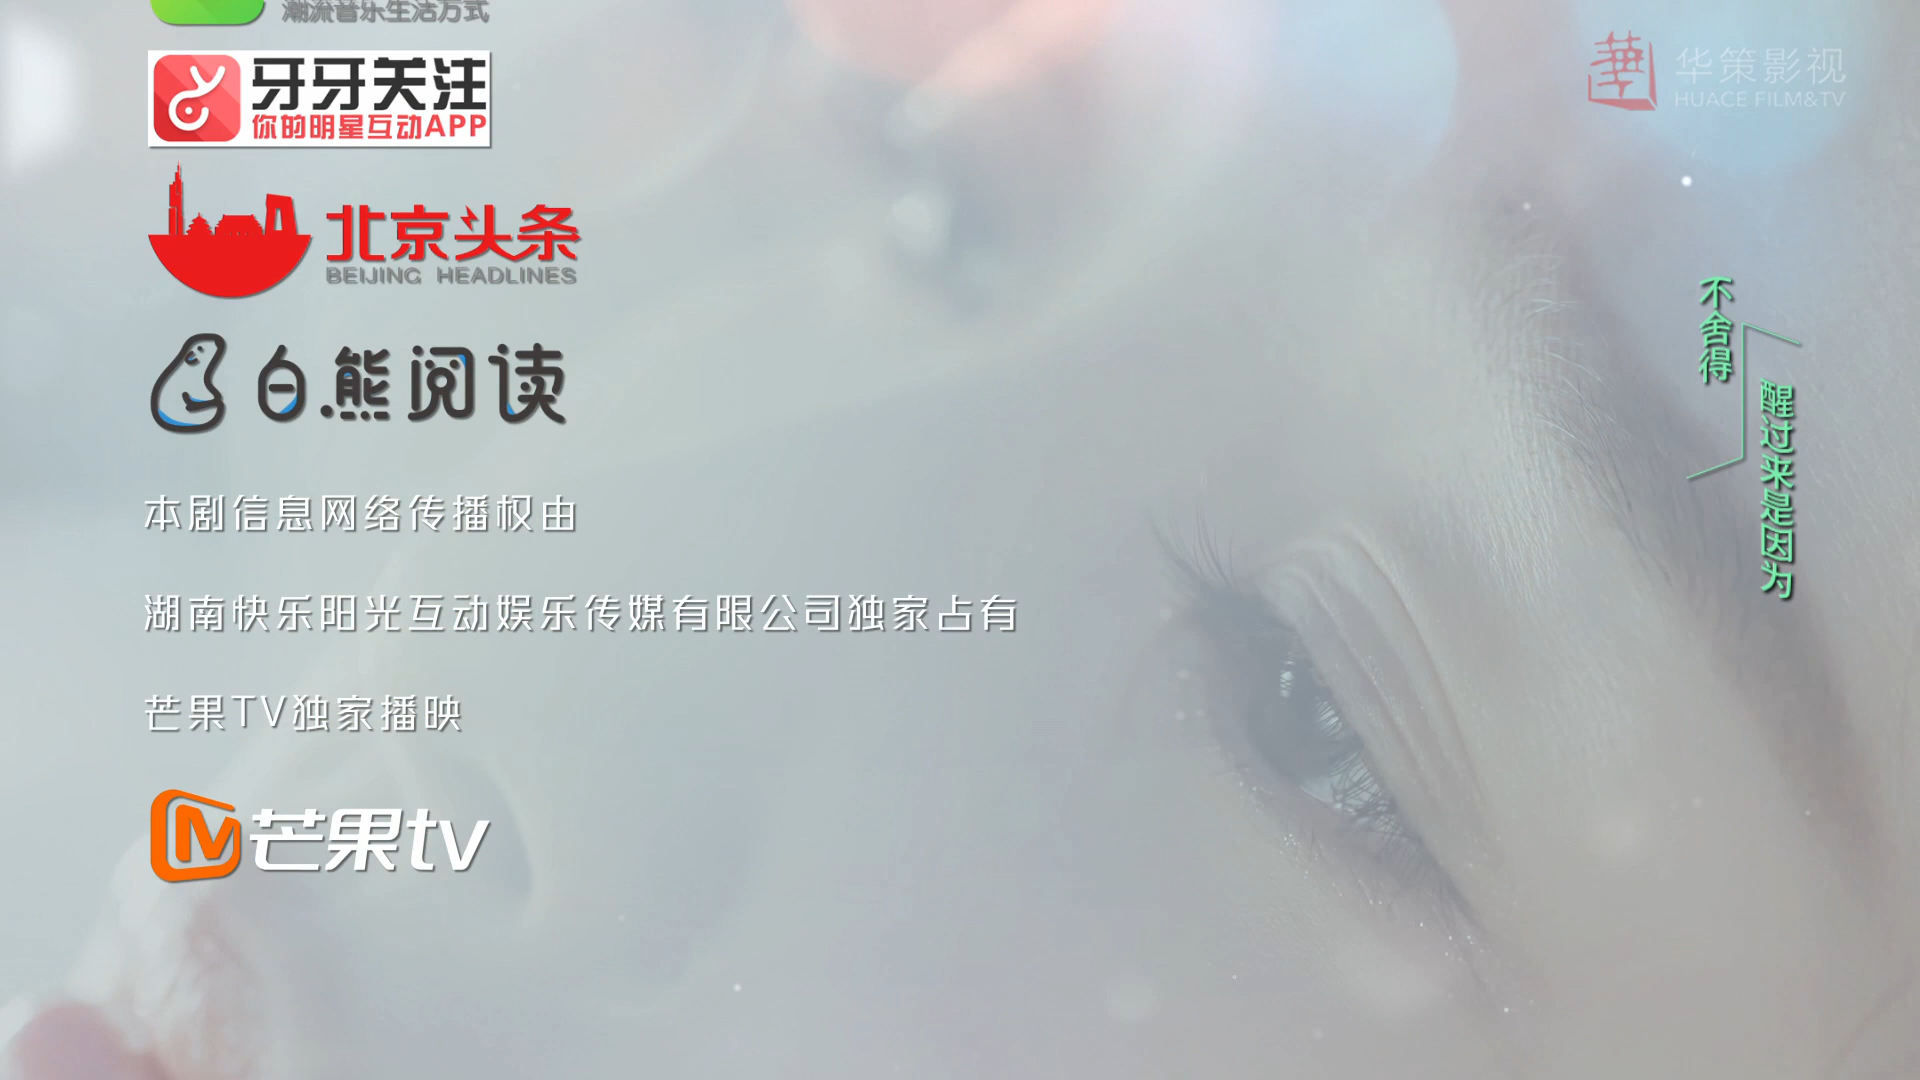 潮流音乐生活方式
牙牙关注
你的明星互动APP
北京头条
BEIJING HEADLINES
白熊阅读
本剧信息网络传播权由
湖南快乐阳光互动娱乐传媒有限公司独家占有
芒果TV独家播映
芒果tv
華 华策影视
HUACE FILM&TV
不舍得
醒过来是因为